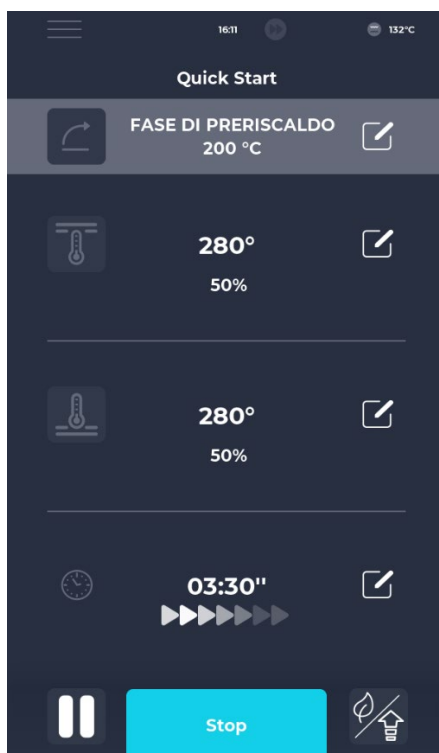 16:11
132°C
Quick Start
FASE DI PRERISCALDO
200 °C
280°
50%
280°
50%
03:30''
Stop